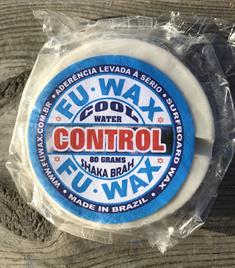 • ADERÊNCIA LEVADA À SÉRIO •
FU•WAX
COOL
WATER
CONTROL
80 GRAMS
SHAKA BRAH
FU•WAX
WWW.FUWAX.COM.BR
SURFBOARD WAX
• MADE IN BRAZIL •